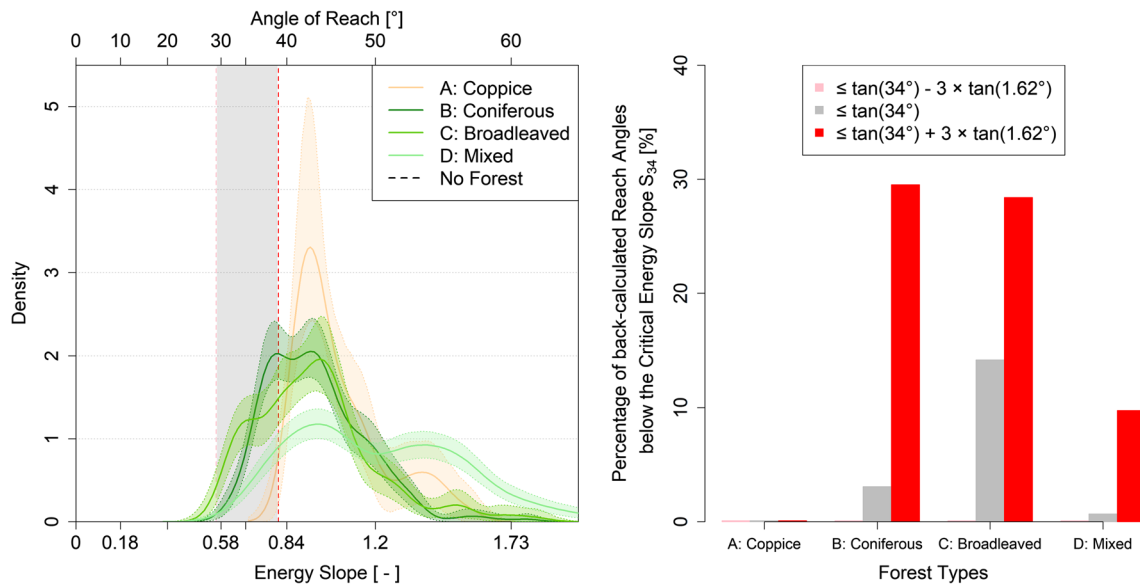 Angle of Reach [°]
0 10 20 30 40 50 60
A: Coppice
B: Coniferous
C: Broadleaved
D: Mixed
No Forest
Density
5
4
3
2
1
0
0 0.18 0.58 0.84 1.2 1.73
Energy Slope [ - ]
Percentage of back-calculated Reach Angles
below the Critical Energy Slope S34 [%]
≤ tan(34°) - 3 × tan(1.62°)
≤ tan(34°)
≤ tan(34°) + 3 × tan(1.62°)
40
30
20
10
0
A: Coppice B: Coniferous C: Broadleaved D: Mixed
Forest Types